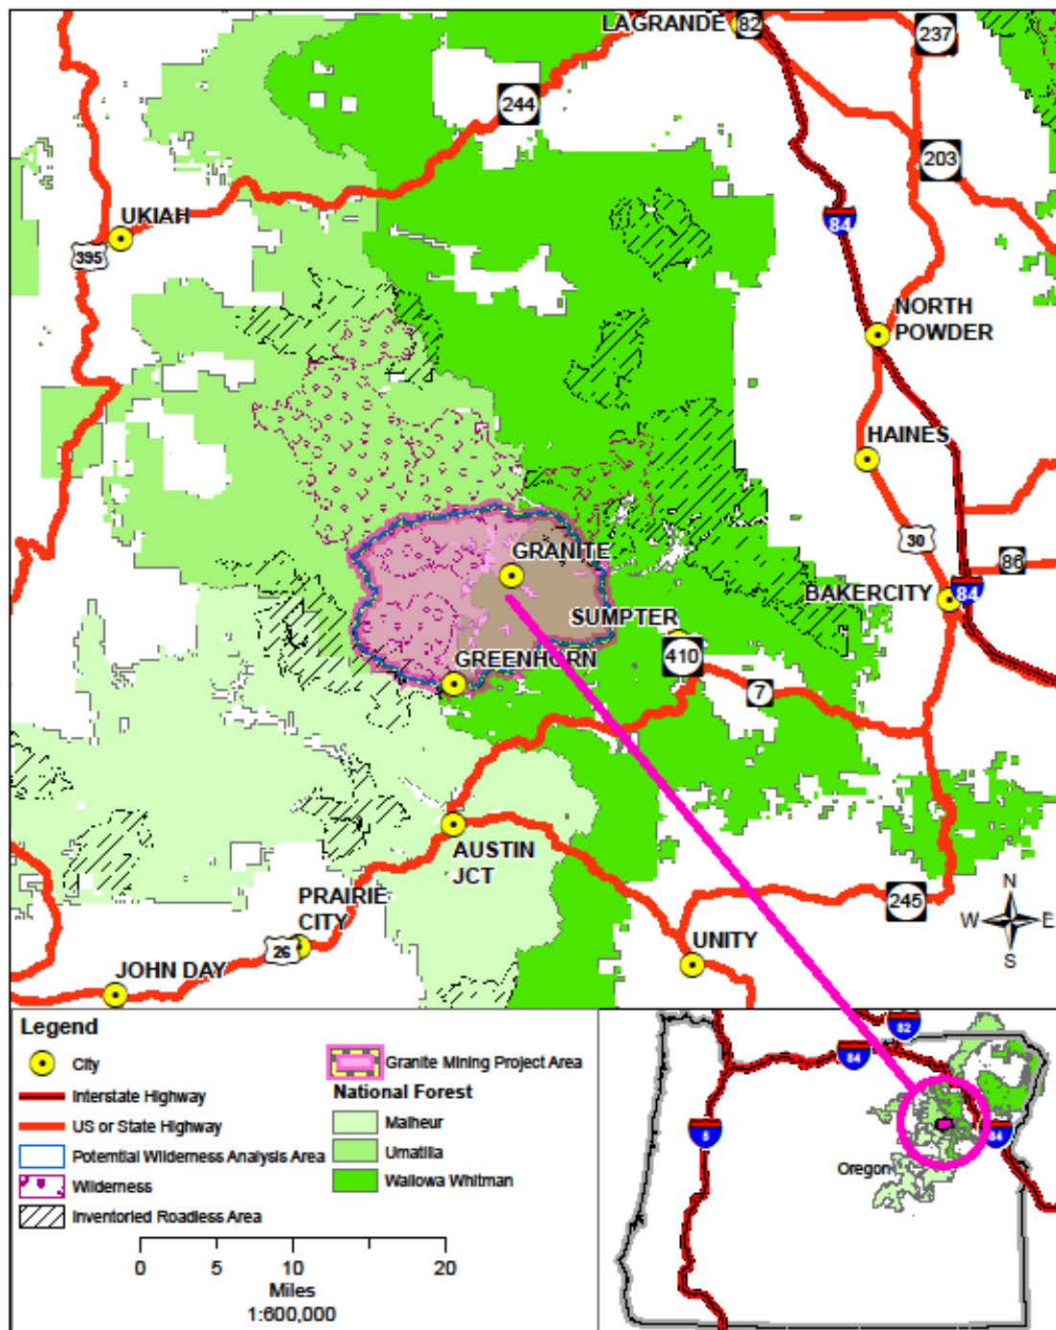 LAGRANDE
82
237
244
203
UKIAH
84
395
NORTH
POWDER
HAINES
30
GRANITE
86
BAKERCITY
84
SUMPTER
410
GREENHORN
7
AUSTIN
JCT
PRAIRIE
CITY
245
N
W
E
S
26
UNITY
JOHN DAY
Legend
City
Interstate Highway
US or State Highway
Potential Wilderness Analysis Area
Wilderness
Inventoried Roadless Area
Granite Mining Project Area
National Forest
Malheur
Umatilla
Wallowa Whitman
0
5
10
20
Miles
1:600,000
82
84
5
84
Oregon